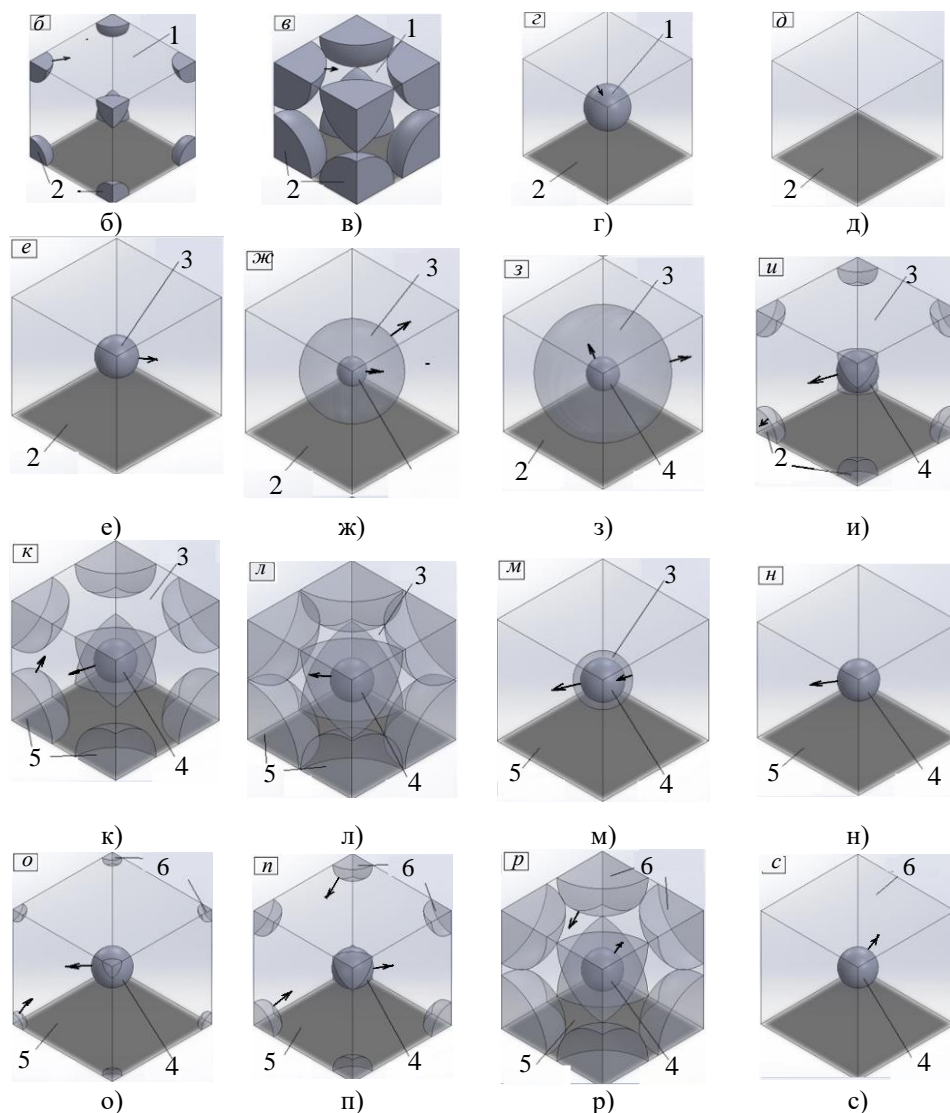 б в г д
1 1 1
2 2 2 2
б) в) г) д)
е ж з и
3 3 3 3
2 2 2 4 2 4
е) ж) з) и)
к л м н
3 3 3
5 4 5 4 5 4 5 4
к) л) м) н)
о п р с
6 6 6 6
5 4 5 4 5 4 5 4
о) п) р) с)